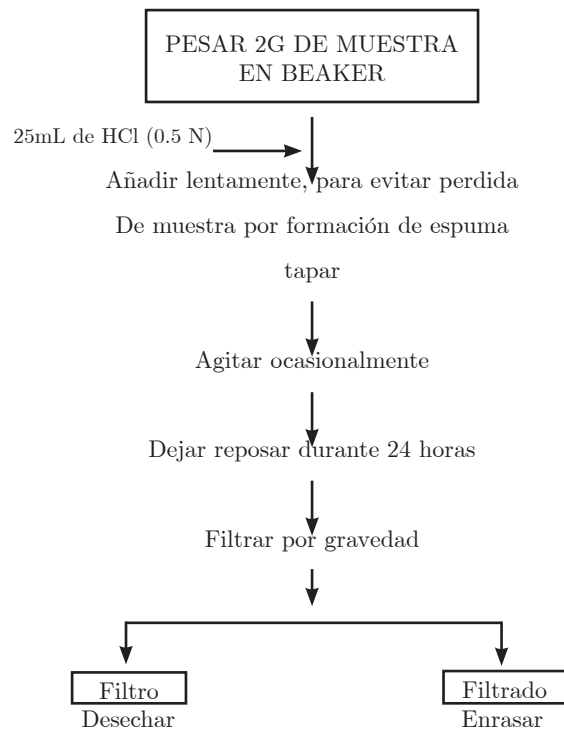 PESAR 2G DE MUESTRA
EN BEAKER
25mL de HCl (0.5 N)
Añadir lentamente, para evitar perdida
De muestra por formación de espuma
tapar
Agitar ocasionalmente
Dejar reposar durante 24 horas
Filtrar por gravedad
Filtro
Desechar
Filtrado
Enrasar